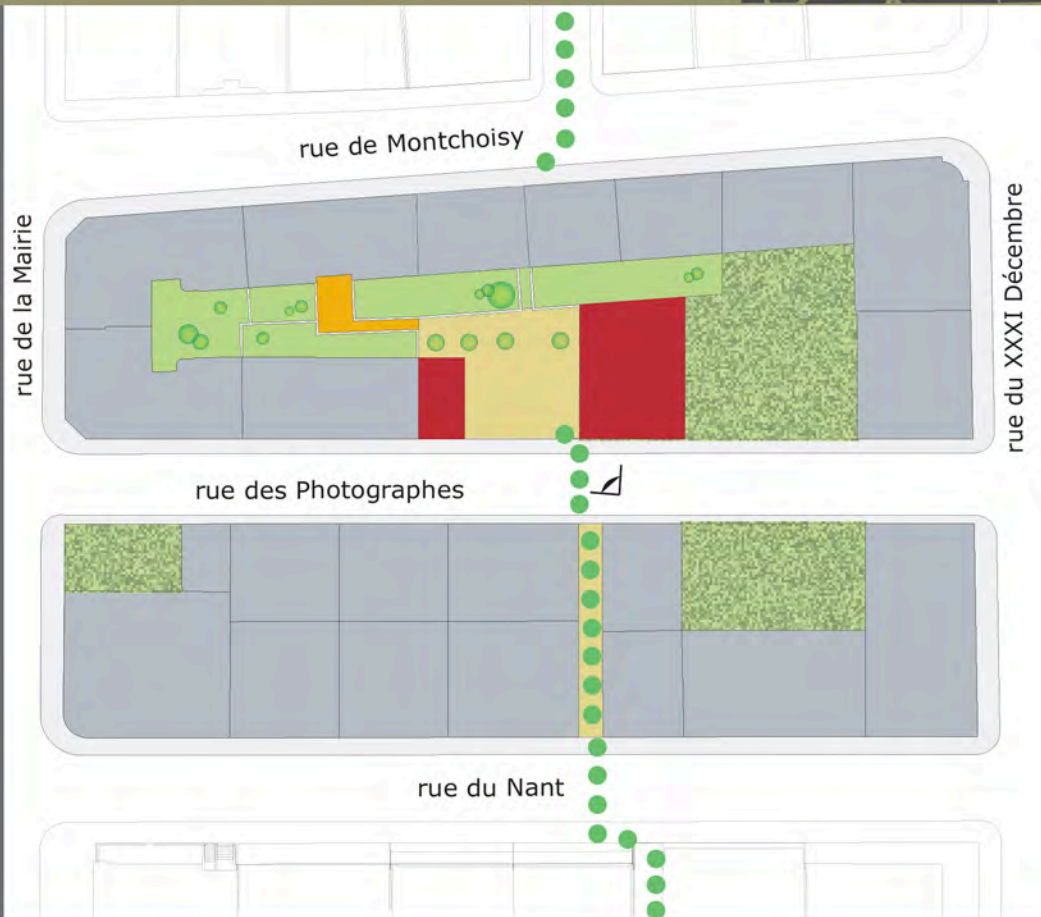 rue de Montchoisy
rue de la Mairie
rue du XXXI Décembre
rue des Photographes
rue du Nant